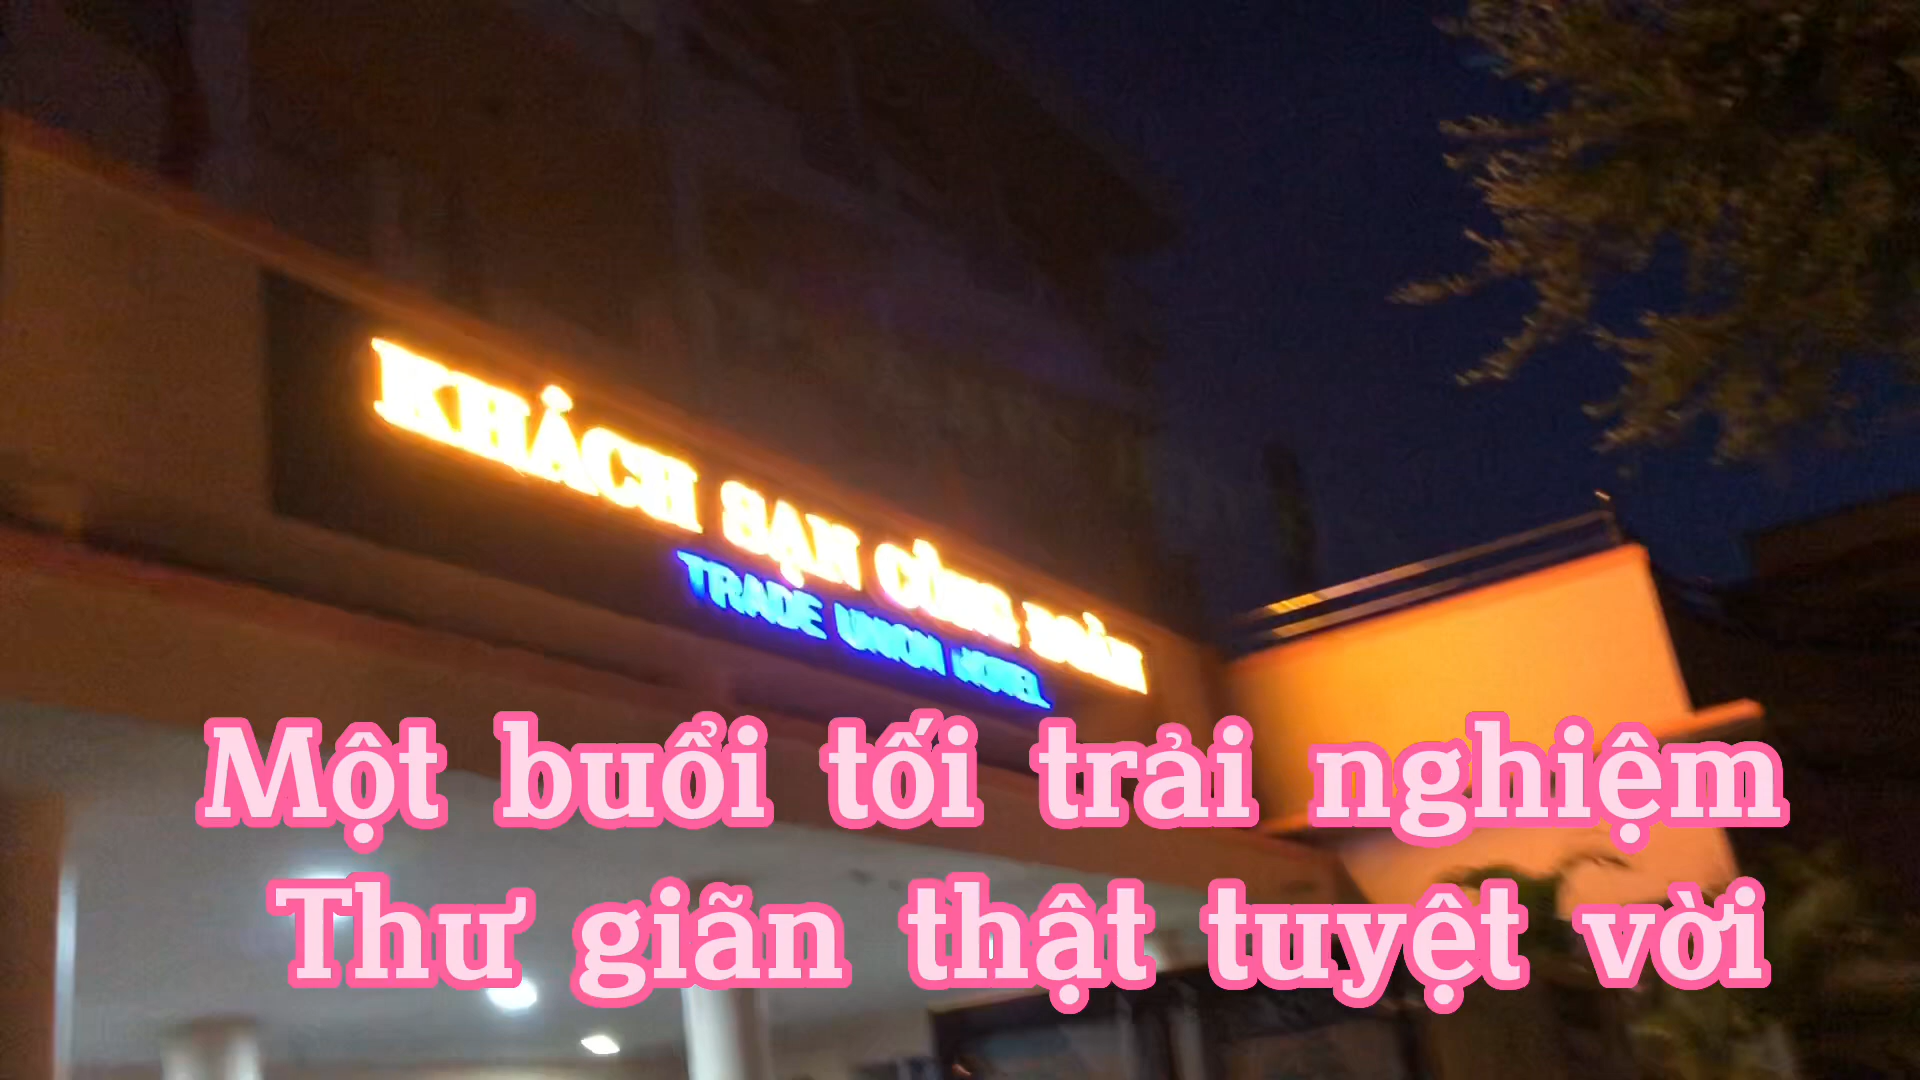 KHÁCH SẠN CÔNG ĐOÀN
TRADE UNION HOTEL
Một buổi tối trải nghiệm
Thư giãn thật tuyệt vời